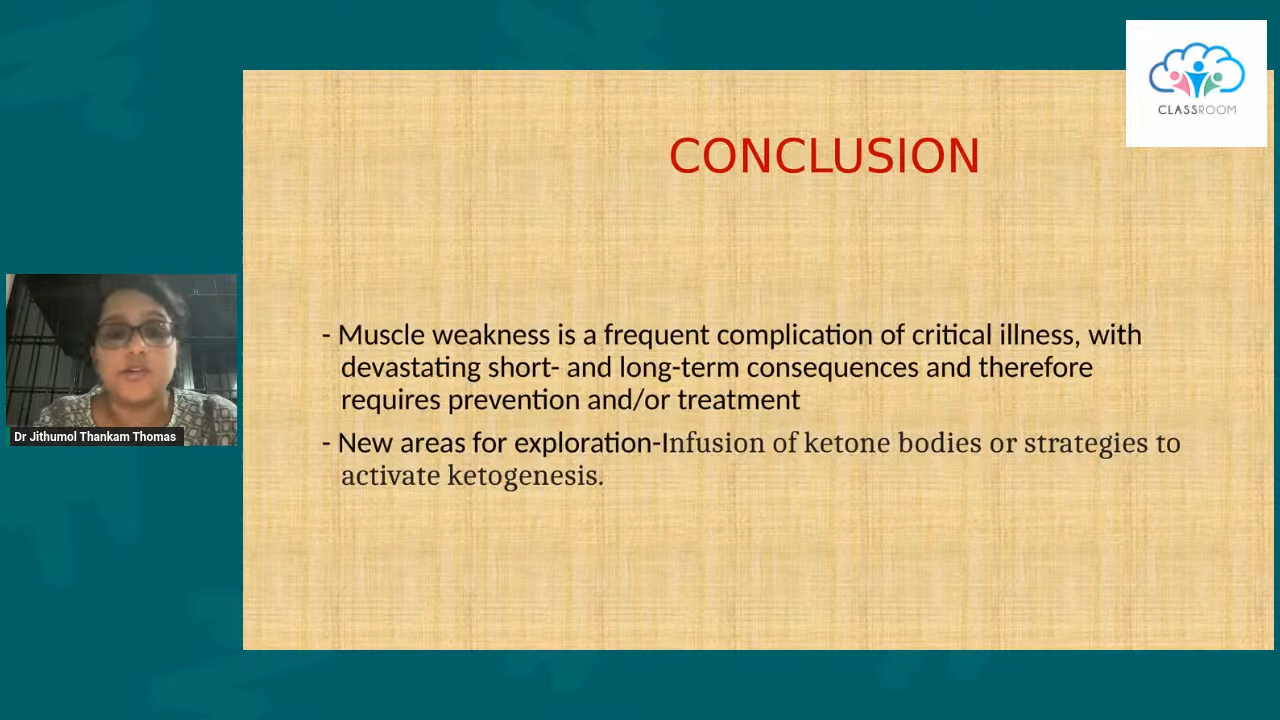 CLASSROOM
CONCLUSION
- Muscle weakness is a frequent complication of critical illness, with
devastating short- and long-term consequences and therefore
requires prevention and/or treatment
- New areas for exploration-Infusion of ketone bodies or strategies to
activate ketogenesis.
Dr Jithumol Thankam Thomas